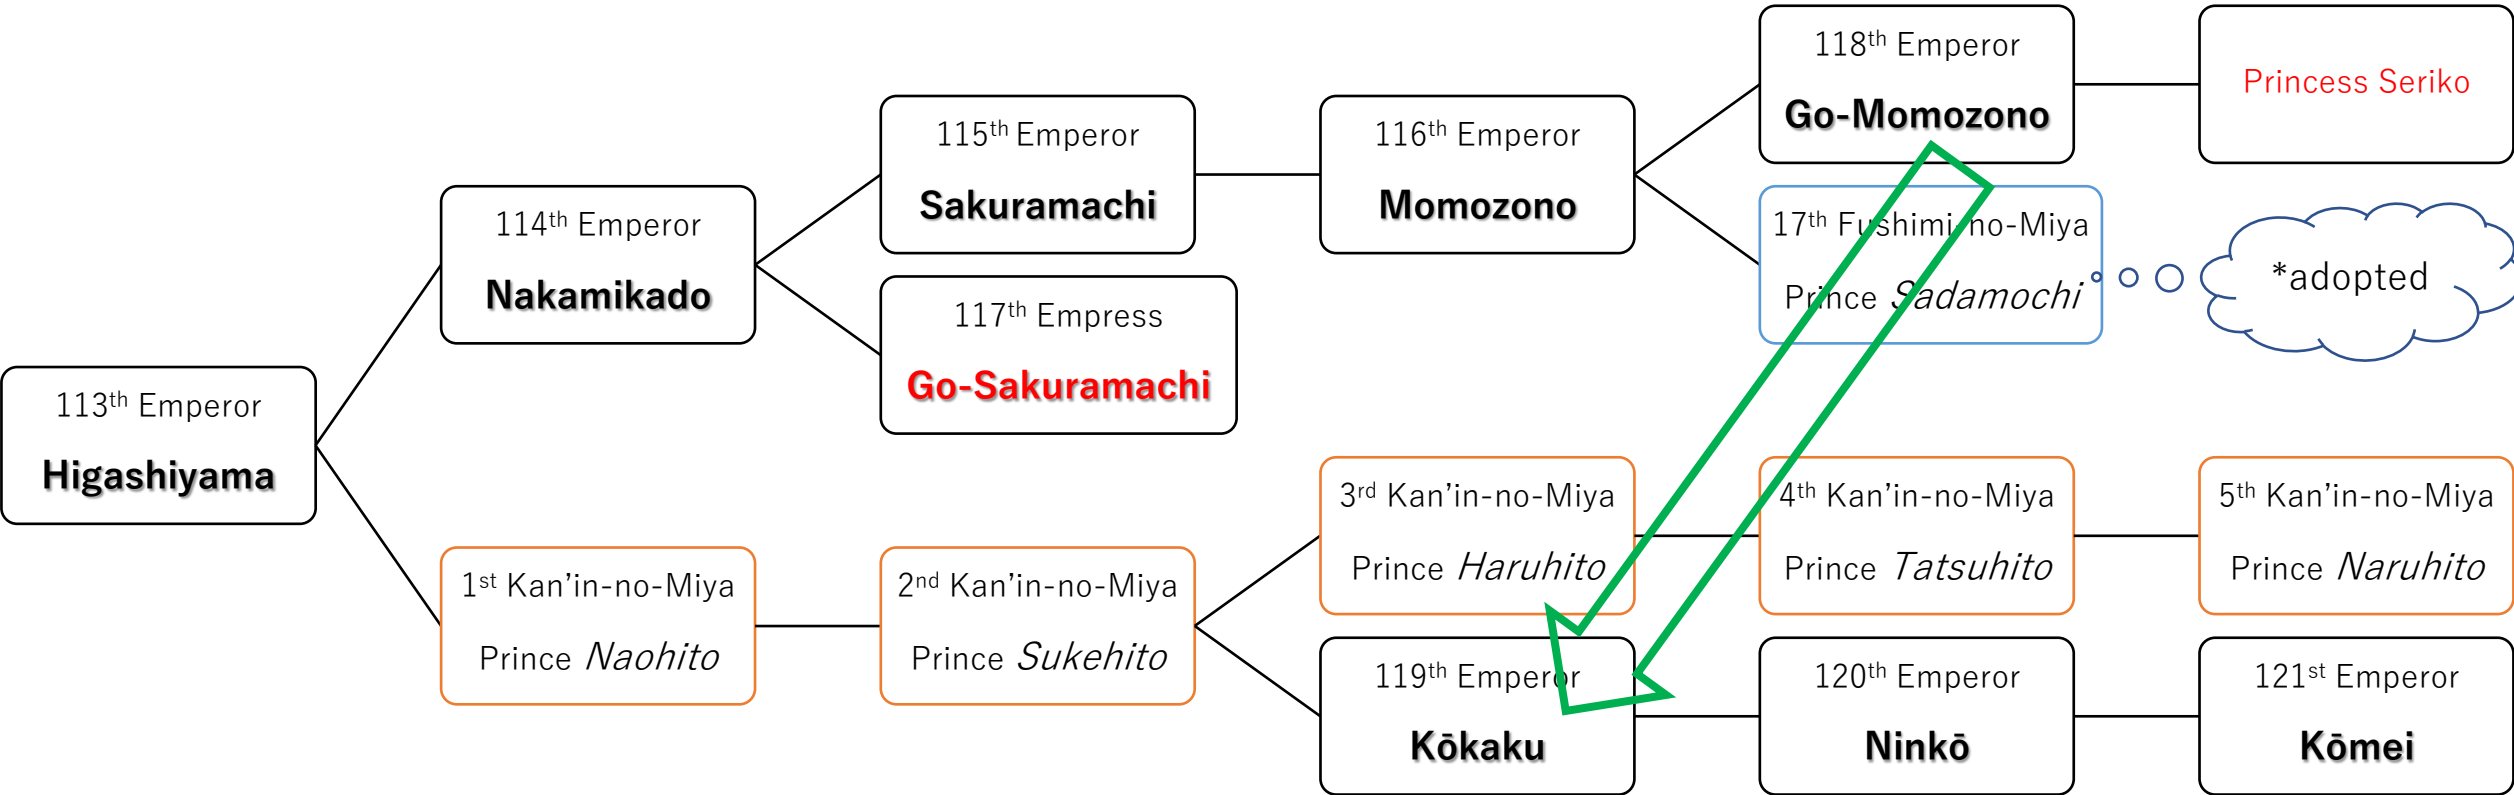 118th Emperor
Go-Momozono
Princess Seriko
115th Emperor
Sakuramachi
116th Emperor
Momozono
114th Emperor
Nakamikado
17th Fushimi-no-Miya
Prince Sadamochi
*adopted
117th Empress
Go-Sakuramachi
113th Emperor
Higashiyama
3rd Kan’in-no-Miya
Prince Haruhito
4th Kan’in-no-Miya
Prince Tatsuhito
5th Kan’in-no-Miya
Prince Naruhito
1st Kan’in-no-Miya
Prince Naohito
2nd Kan’in-no-Miya
Prince Sukehito
119th Emperor
Kōkaku
120th Emperor
Ninkō
121st Emperor
Kōmei